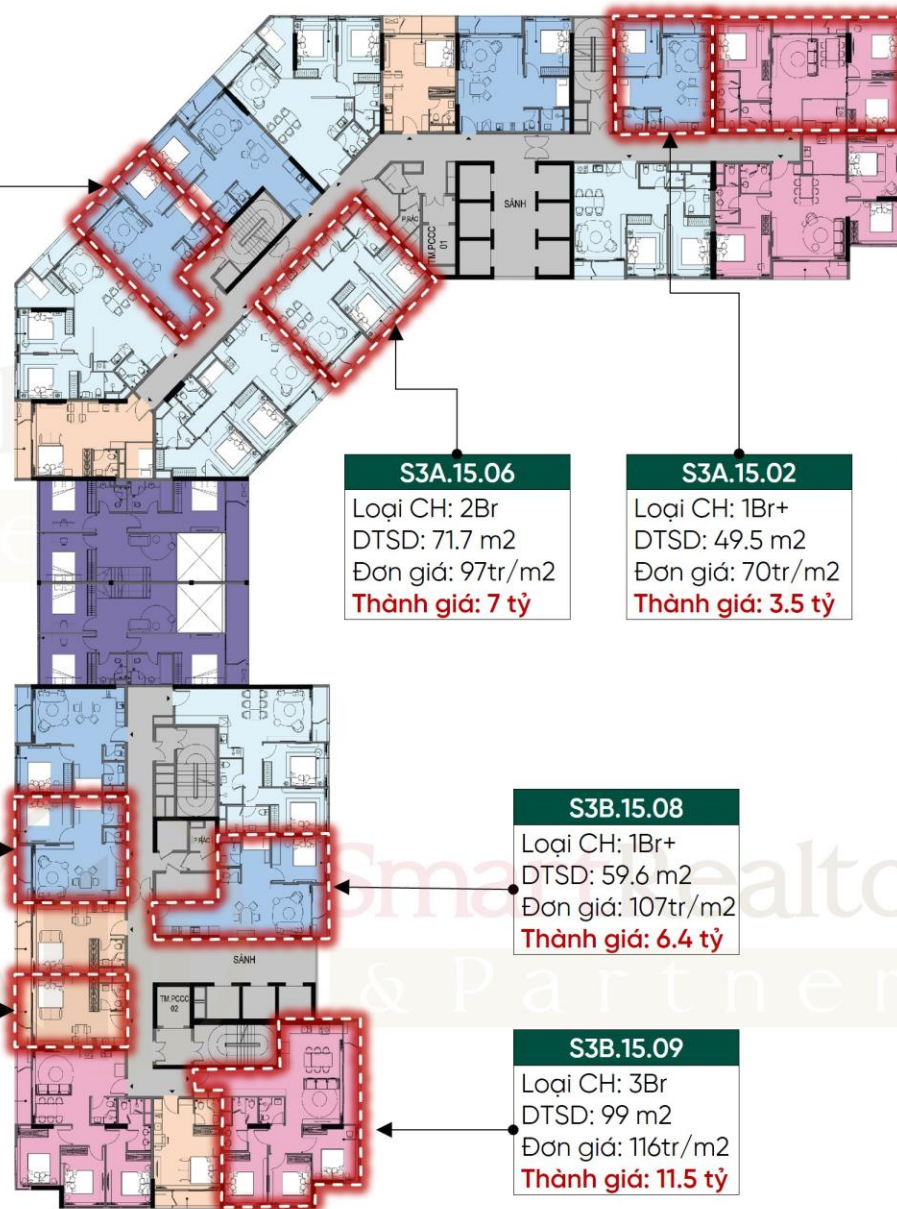 SẢNH
P.RÁC
TM.PCCC
01
S3A.15.06
Loại CH: 2Br
DTSD: 71.7 m2
Đơn giá: 97tr/m2
Thành giá: 7 tỷ
S3A.15.02
Loại CH: 1Br+
DTSD: 49.5 m2
Đơn giá: 70tr/m2
Thành giá: 3.5 tỷ
P.RÁC
S3B.15.08
Loại CH: 1Br+
DTSD: 59.6 m2
Đơn giá: 107tr/m2
Thành giá: 6.4 tỷ
SmartRealto
SẢNH
& Partner
TM.PCCC
02
S3B.15.09
Loại CH: 3Br
DTSD: 99 m2
Đơn giá: 116tr/m2
Thành giá: 11.5 tỷ